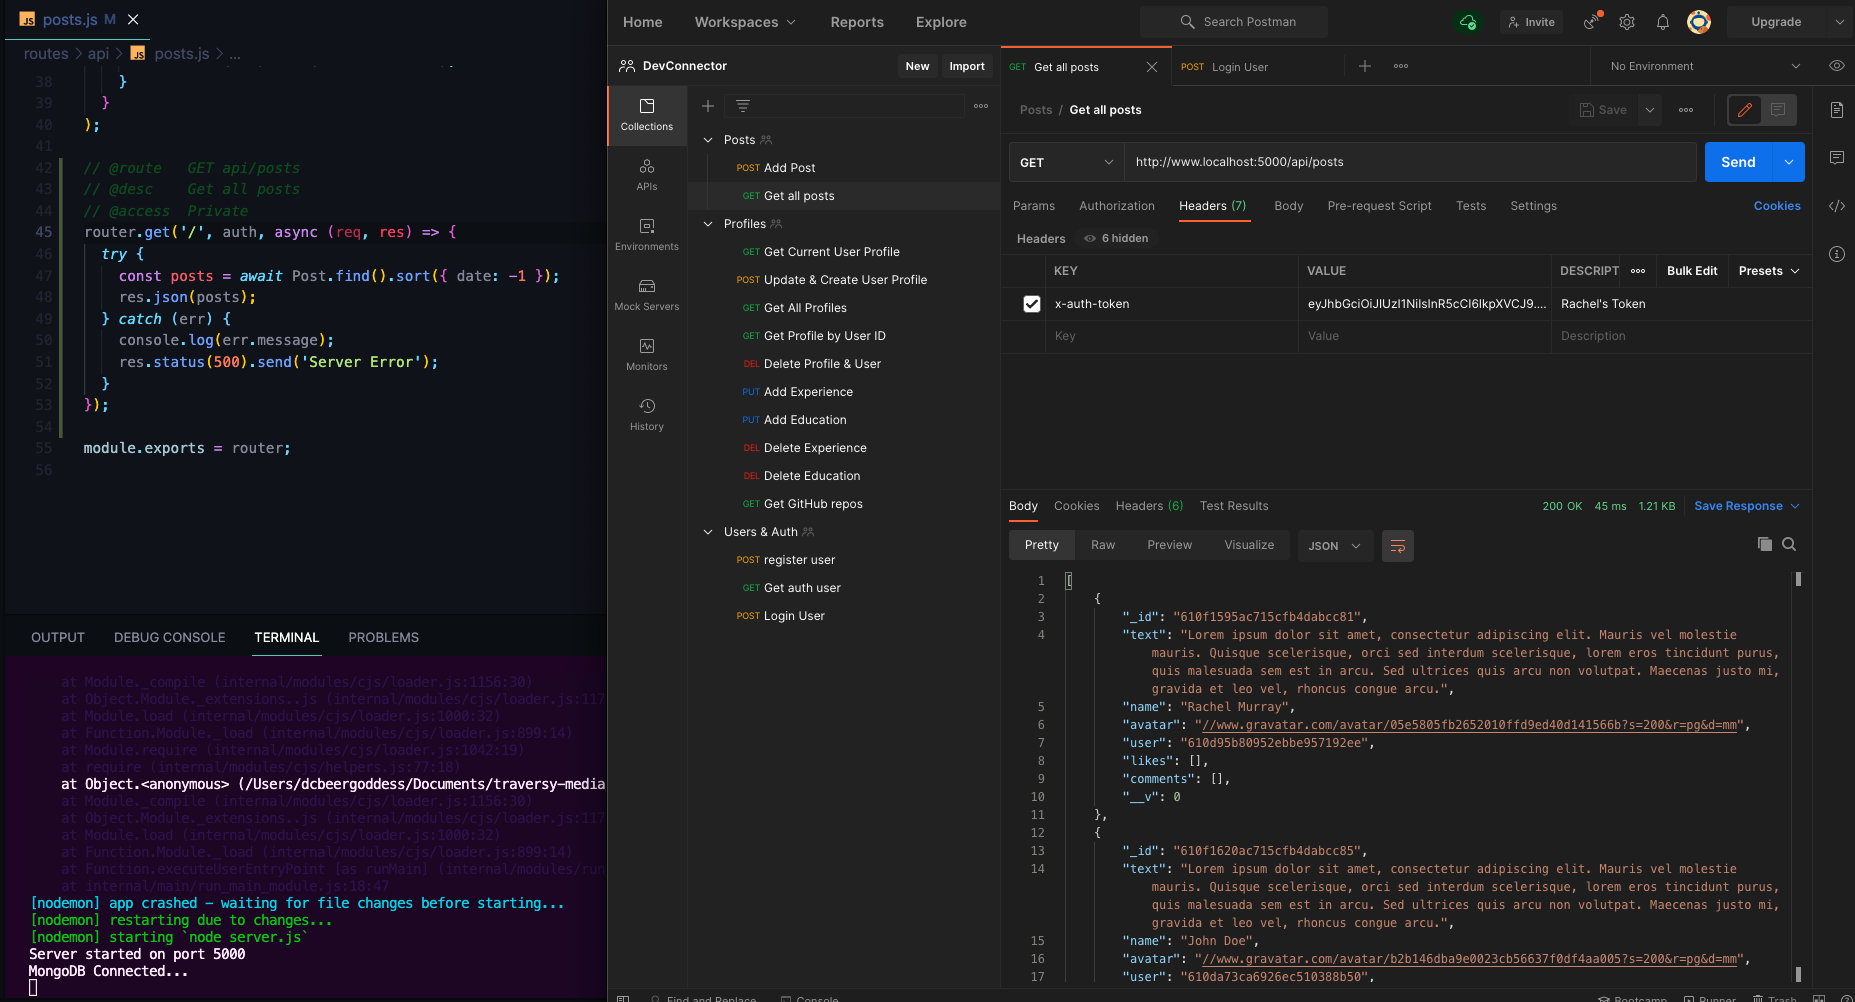 posts.js M
routes > api > posts.js > ...
38 }
39 }
40 );
41
42 // @route   GET api/posts
43 // @desc    Get all posts
44 // @access  Private
45 router.get('/', auth, async (req, res) => {
46 try {
47 const posts = await Post.find().sort({ date: -1 });
48 res.json(posts);
49 } catch (err) {
50 console.log(err.message);
51 res.status(500).send('Server Error');
52 }
53 });
54
55 module.exports = router;
56
OUTPUT DEBUG CONSOLE TERMINAL PROBLEMS
at Module._compile (internal/modules/cjs/loader.js:1156:30)
at Object.Module._extensions..js (internal/modules/cjs/loader.js:117
at Module.load (internal/modules/cjs/loader.js:1000:32)
at Function.Module._load (internal/modules/cjs/loader.js:899:14)
at Module.require (internal/modules/cjs/loader.js:1042:19)
at require (internal/modules/cjs/helpers.js:77:18)
at Object.<anonymous> (/Users/dcbeergoddess/Documents/traversy-media
at Module._compile (internal/modules/cjs/loader.js:1156:30)
at Object.Module._extensions..js (internal/modules/cjs/loader.js:117
at Module.load (internal/modules/cjs/loader.js:1000:32)
at Function.Module._load (internal/modules/cjs/loader.js:899:14)
at Function.executeUserEntryPoint [as runMain] (internal/modules/run
at internal/main/run_main_module.js:18:47
[nodemon] app crashed - waiting for file changes before starting...
[nodemon] restarting due to changes...
[nodemon] starting `node server.js`
Server started on port 5000
MongoDB Connected...
Home Workspaces Reports Explore Search Postman Invite Upgrade
DevConnector New Import
Collections
APIs
Environments
Mock Servers
Monitors
History
Posts
POST Add Post
GET Get all posts
Profiles
GET Get Current User Profile
POST Update & Create User Profile
GET Get All Profiles
GET Get Profile by User ID
DEL Delete Profile & User
PUT Add Experience
PUT Add Education
DEL Delete Experience
DEL Delete Education
GET Get GitHub repos
Users & Auth
POST register user
GET Get auth user
POST Login User
GET Get all posts POST Login User No Environment
Posts / Get all posts Save
GET http://www.localhost:5000/api/posts Send
Params Authorization Headers (7) Body Pre-request Script Tests Settings Cookies
Headers 6 hidden
KEY VALUE DESCRIPT Bulk Edit Presets
x-auth-token eyJhbGciOiJIUzI1NiIsInR5cCI6IkpXVCJ9.... Rachel's Token
Key Value Description
Body Cookies Headers (6) Test Results 200 OK 45 ms 1.21 KB Save Response
Pretty Raw Preview Visualize JSON
1 [
2 {
3 "_id": "610f1595ac715cfb4dabcc81",
4 "text": "Lorem ipsum dolor sit amet, consectetur adipiscing elit. Mauris vel molestie
mauris. Quisque scelerisque, orci sed interdum scelerisque, lorem eros tincidunt purus,
quis malesuada sem est in arcu. Sed ultrices quis arcu non volutpat. Maecenas justo mi,
gravida et leo vel, rhoncus congue arcu.",
5 "name": "Rachel Murray",
6 "avatar": "//www.gravatar.com/avatar/05e5805fb2652010ffd9ed40d141566b?s=200&r=pg&d=mm",
7 "user": "610d95b80952ebbe957192ee",
8 "likes": [],
9 "comments": [],
10 "__v": 0
11 },
12 {
13 "_id": "610f1620ac715cfb4dabcc85",
14 "text": "Lorem ipsum dolor sit amet, consectetur adipiscing elit. Mauris vel molestie
mauris. Quisque scelerisque, orci sed interdum scelerisque, lorem eros tincidunt purus,
quis malesuada sem est in arcu. Sed ultrices quis arcu non volutpat. Maecenas justo mi,
gravida et leo vel, rhoncus congue arcu.",
15 "name": "John Doe",
16 "avatar": "//www.gravatar.com/avatar/b2b146dba9e0023cb56637f0df4aa005?s=200&r=pg&d=mm",
17 "user": "610da73ca6926ec510388b50",
Find and Replace Console Bootcamp Runner Trash